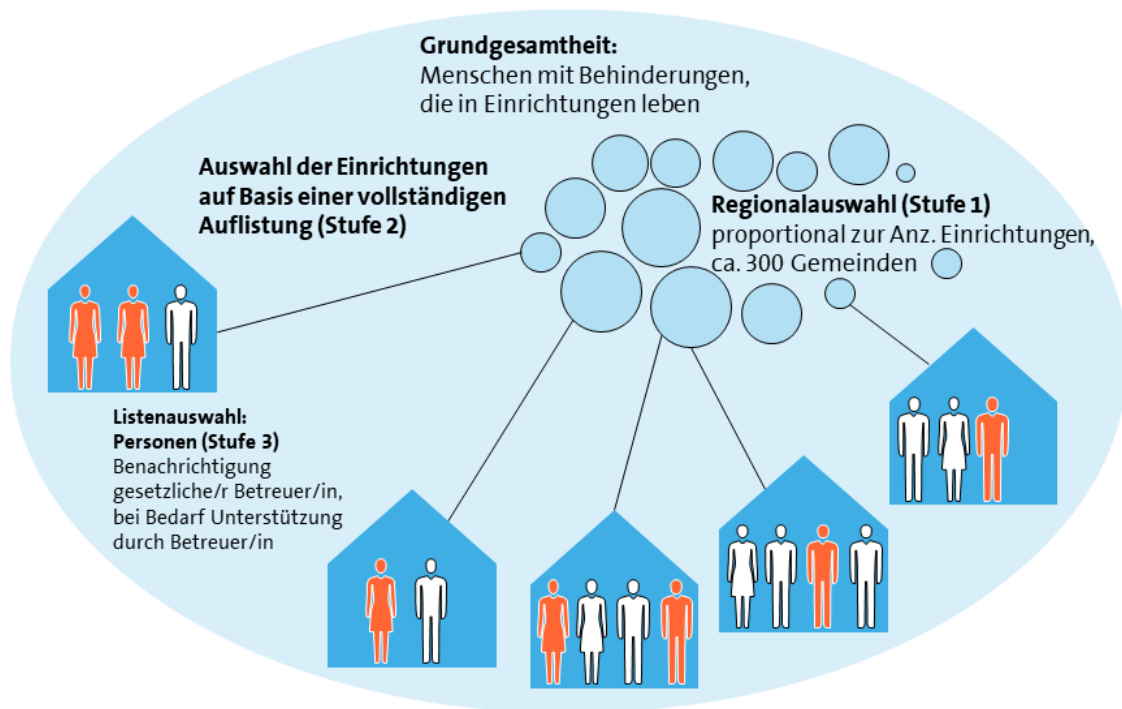 Grundgesamtheit:
Menschen mit Behinderungen,
die in Einrichtungen leben
Auswahl der Einrichtungen
auf Basis einer vollständigen
Auflistung (Stufe 2)
Regionalauswahl (Stufe 1)
proportional zur Anz. Einrichtungen,
ca. 300 Gemeinden
Listenauswahl:
Personen (Stufe 3)
Benachrichtigung
gesetzliche/r Betreuer/in,
bei Bedarf Unterstützung
durch Betreuer/in